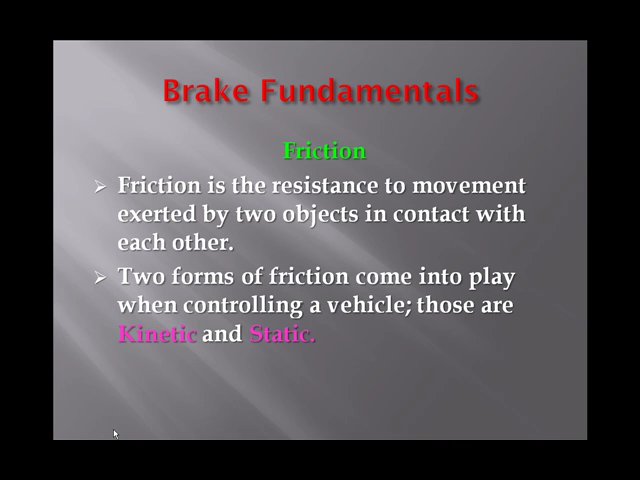 Brake Fundamentals
Friction
Friction is the resistance to movement
exerted by two objects in contact with
each other.
Two forms of friction come into play
when controlling a vehicle; those are
Kinetic and Static.